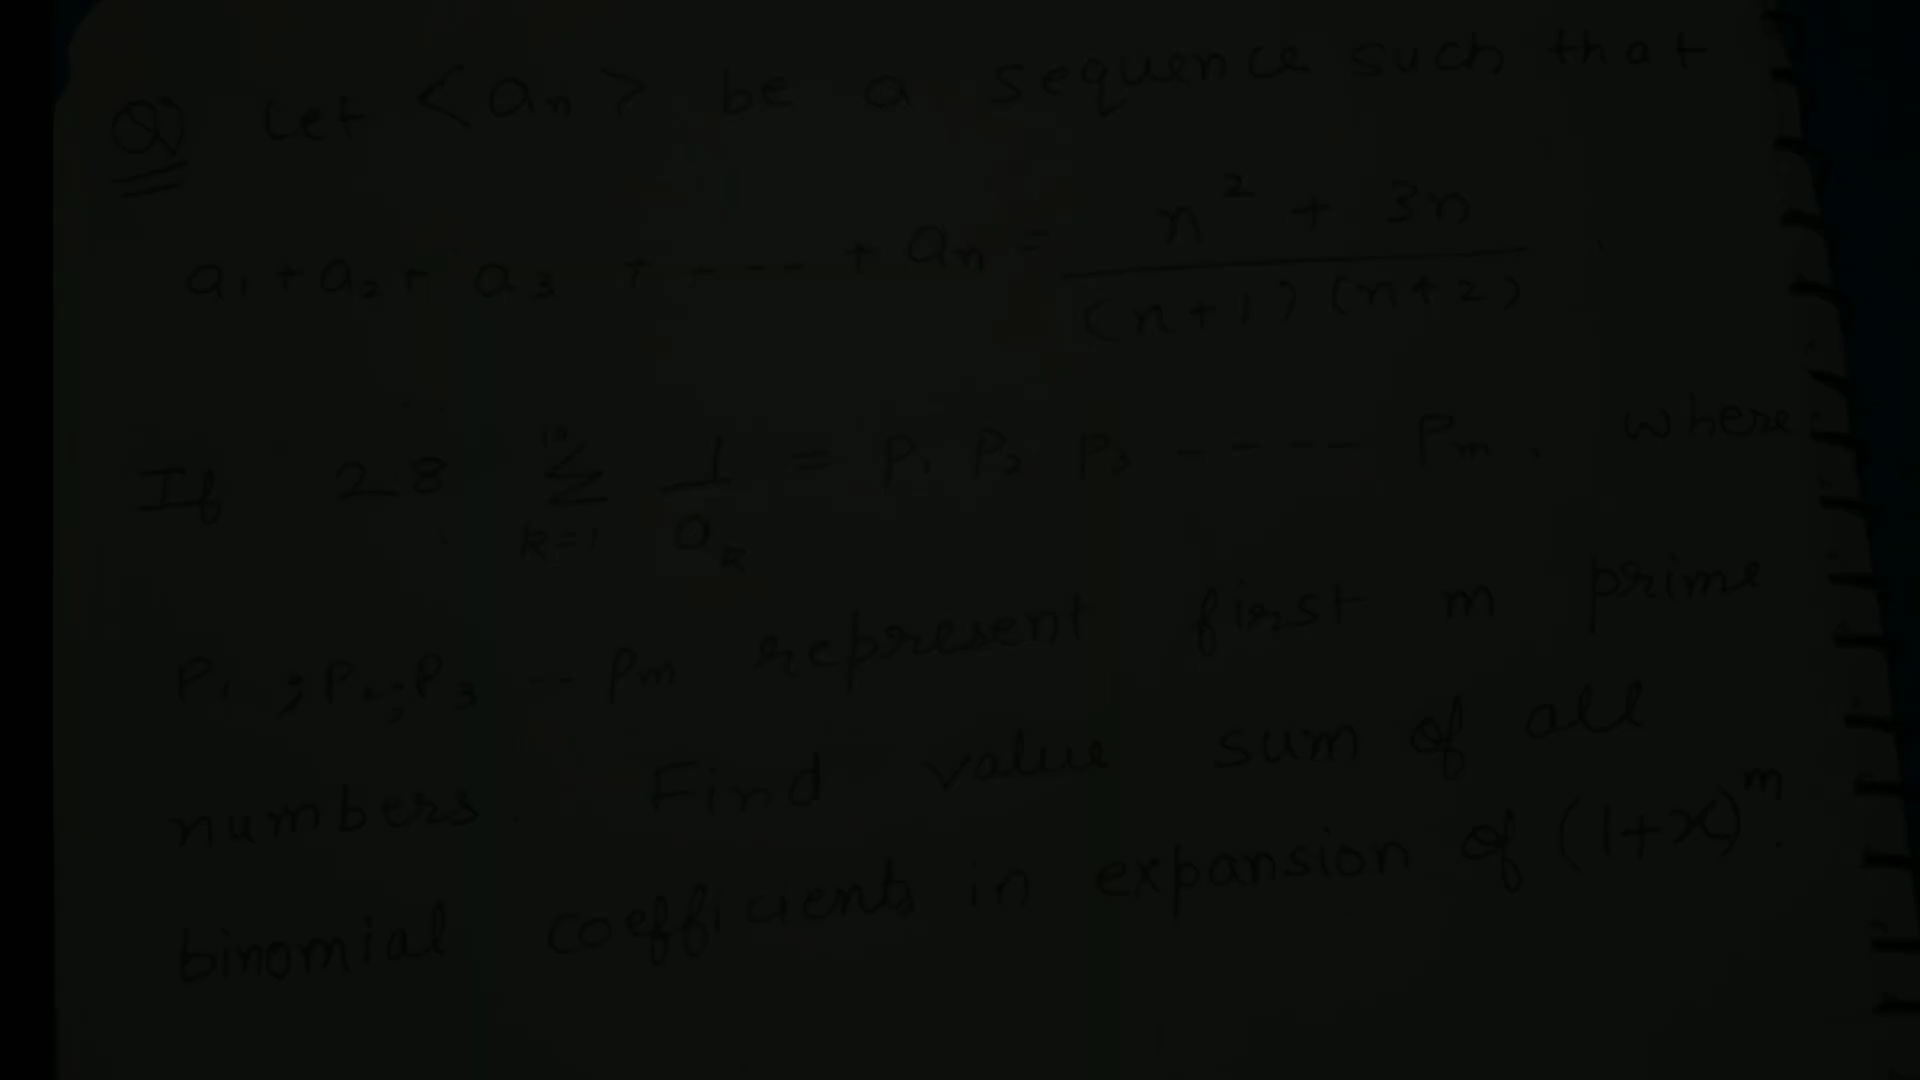 Q) Let <an> be a sequence such that
a1 + a2 + a3 + - --- + an = n² + 3n / (n+1) (n+2)
If 28 10 Σ k=1 1/ak = P1 P2 P3 ----- Pm, where
P1 ; P2 ; P3 -- Pm represent first m prime
numbers. Find value sum of all
binomial coefficients in expansion of (1+x)^m.